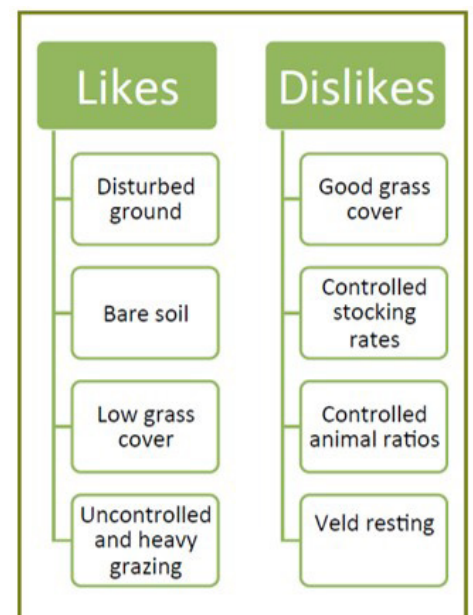 Likes
Disturbed
ground
Bare soil
Low grass
cover
Uncontrolled
and heavy
grazing
Dislikes
Good grass
cover
Controlled
stocking
rates
Controlled
animal ratios
Veld resting